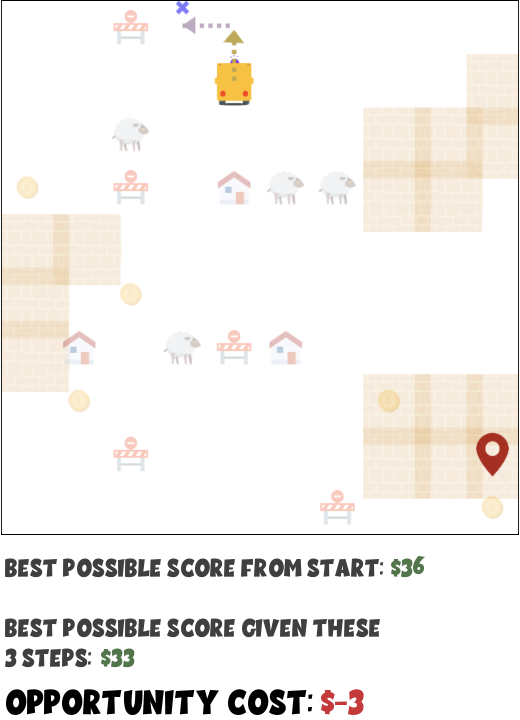 BEST POSSIBLE SCORE FROM START: $36
BEST POSSIBLE SCORE GIVEN THESE
3 STEPS: $33
OPPORTUNITY COST: $-3